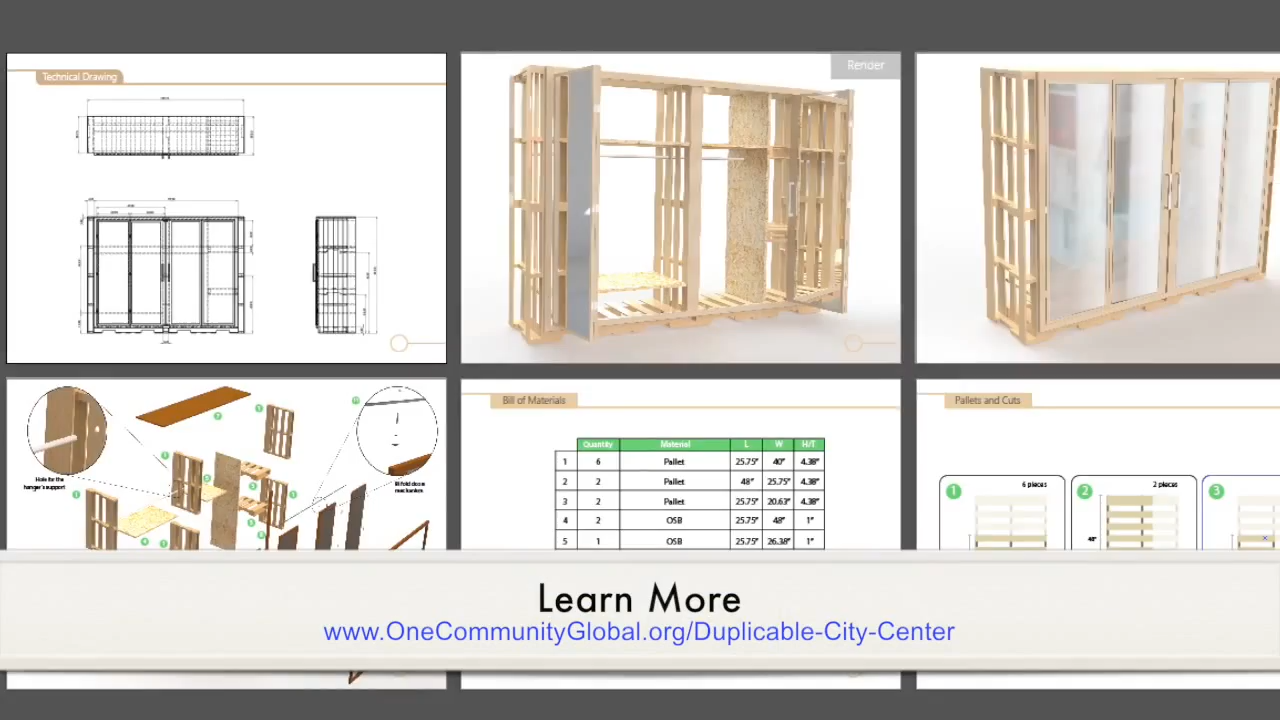 Technical Drawing
Render
Hole for the
hanger's support
Bill of Materials
Quantity Material L W H/T
1 6 Pallet 25.75" 40" 4.38"
2 2 Pallet 48" 25.75" 4.38"
3 2 Pallet 25.75" 20.63" 4.38"
4 2 OSB 25.75" 48" 1"
5 1 OSB 25.75" 26.38" 1"
Pallets and Cuts
1 6 pieces
2 2 pieces
48"
3
Learn More
www.OneCommunityGlobal.org/Duplicable-City-Center